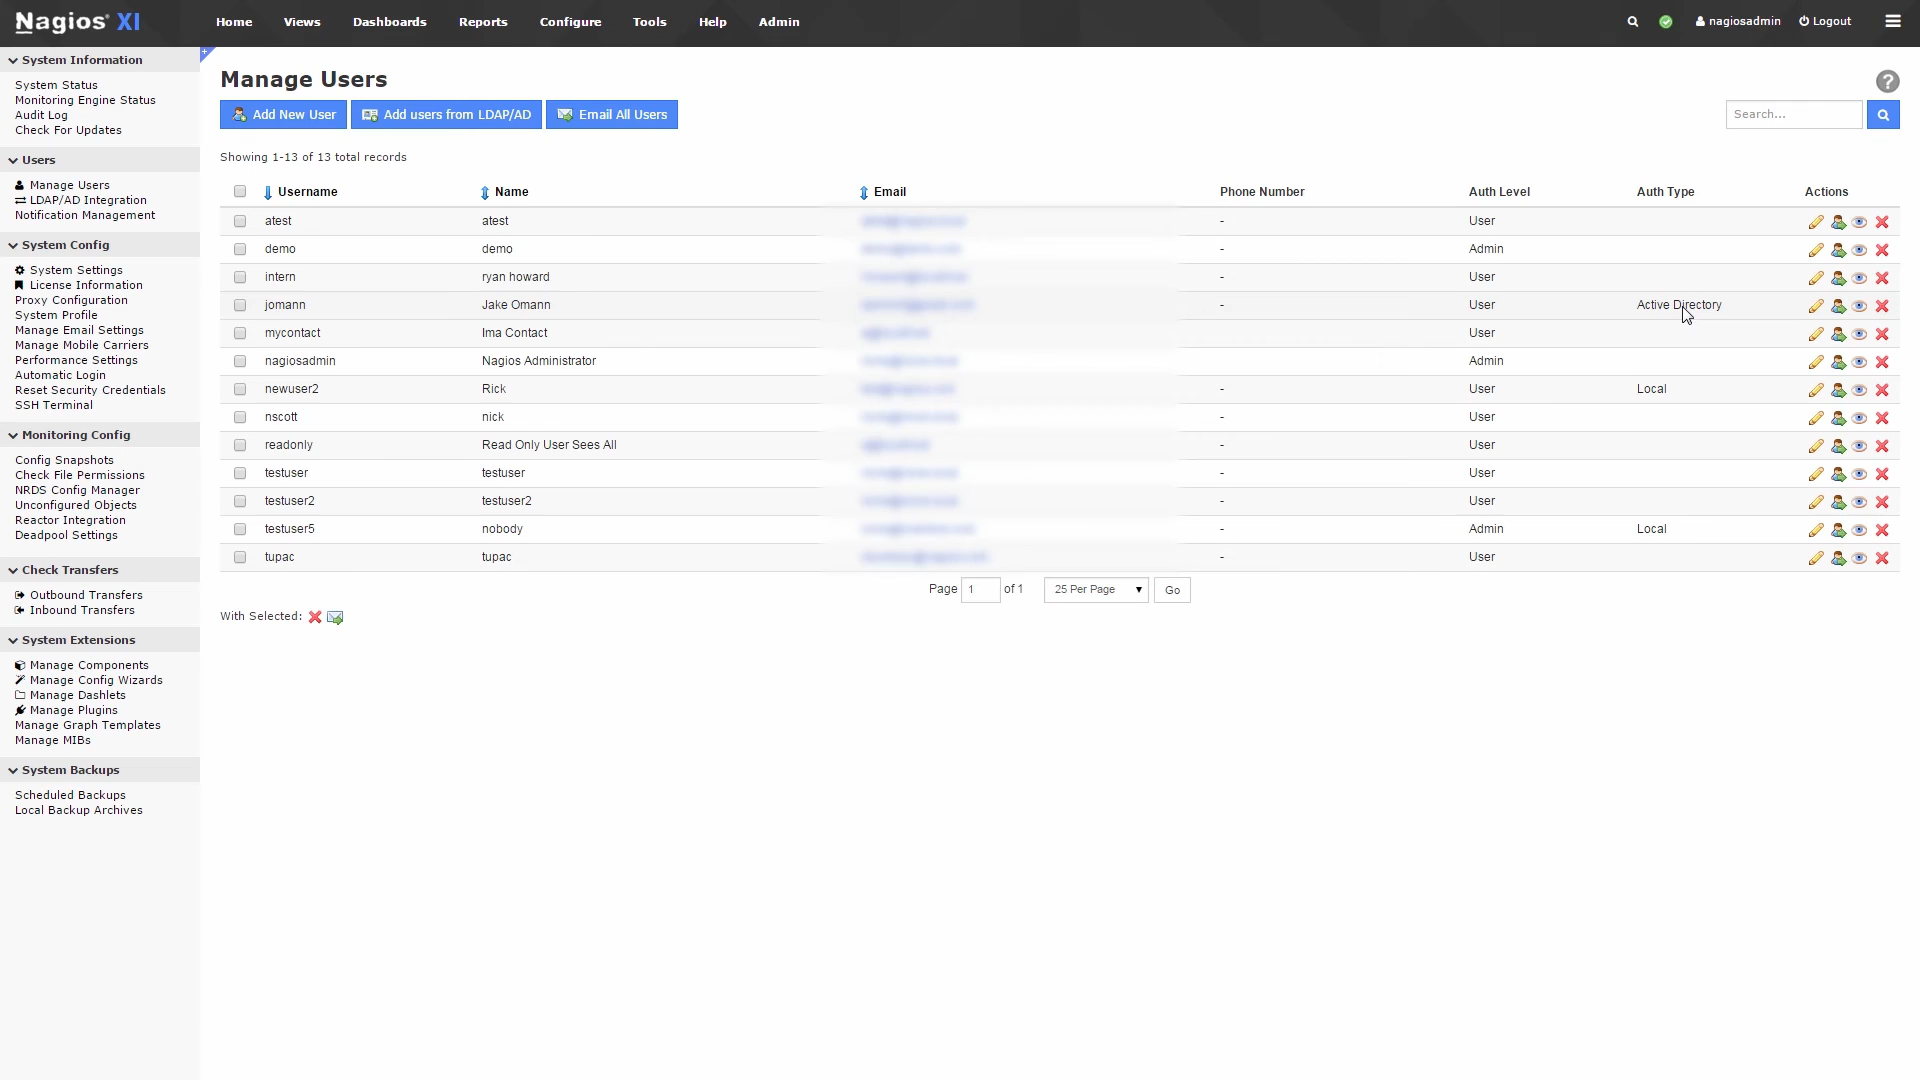 Nagios® XI
Home Views Dashboards Reports Configure Tools Help Admin
nagiosadmin Logout
System Information
System Status
Monitoring Engine Status
Audit Log
Check For Updates
Users
Manage Users
LDAP/AD Integration
Notification Management
System Config
System Settings
License Information
Proxy Configuration
System Profile
Manage Email Settings
Manage Mobile Carriers
Performance Settings
Automatic Login
Reset Security Credentials
SSH Terminal
Monitoring Config
Config Snapshots
Check File Permissions
NRDS Config Manager
Unconfigured Objects
Reactor Integration
Deadpool Settings
Check Transfers
Outbound Transfers
Inbound Transfers
System Extensions
Manage Components
Manage Config Wizards
Manage Dashlets
Manage Plugins
Manage Graph Templates
Manage MIBs
System Backups
Scheduled Backups
Local Backup Archives
Manage Users
?
Add New User Add users from LDAP/AD Email All Users
Search...
Showing 1-13 of 13 total records
Username Name Email Phone Number Auth Level Auth Type Actions
atest atest - User
demo demo - Admin
intern ryan howard - User
jomann Jake Omann - User Active Directory
mycontact Ima Contact User
nagiosadmin Nagios Administrator Admin
newuser2 Rick - User Local
nscott nick - User
readonly Read Only User Sees All - User
testuser testuser - User
testuser2 testuser2 - User
testuser5 nobody - Admin Local
tupac tupac - User
Page 1 of 1 25 Per Page Go
With Selected: